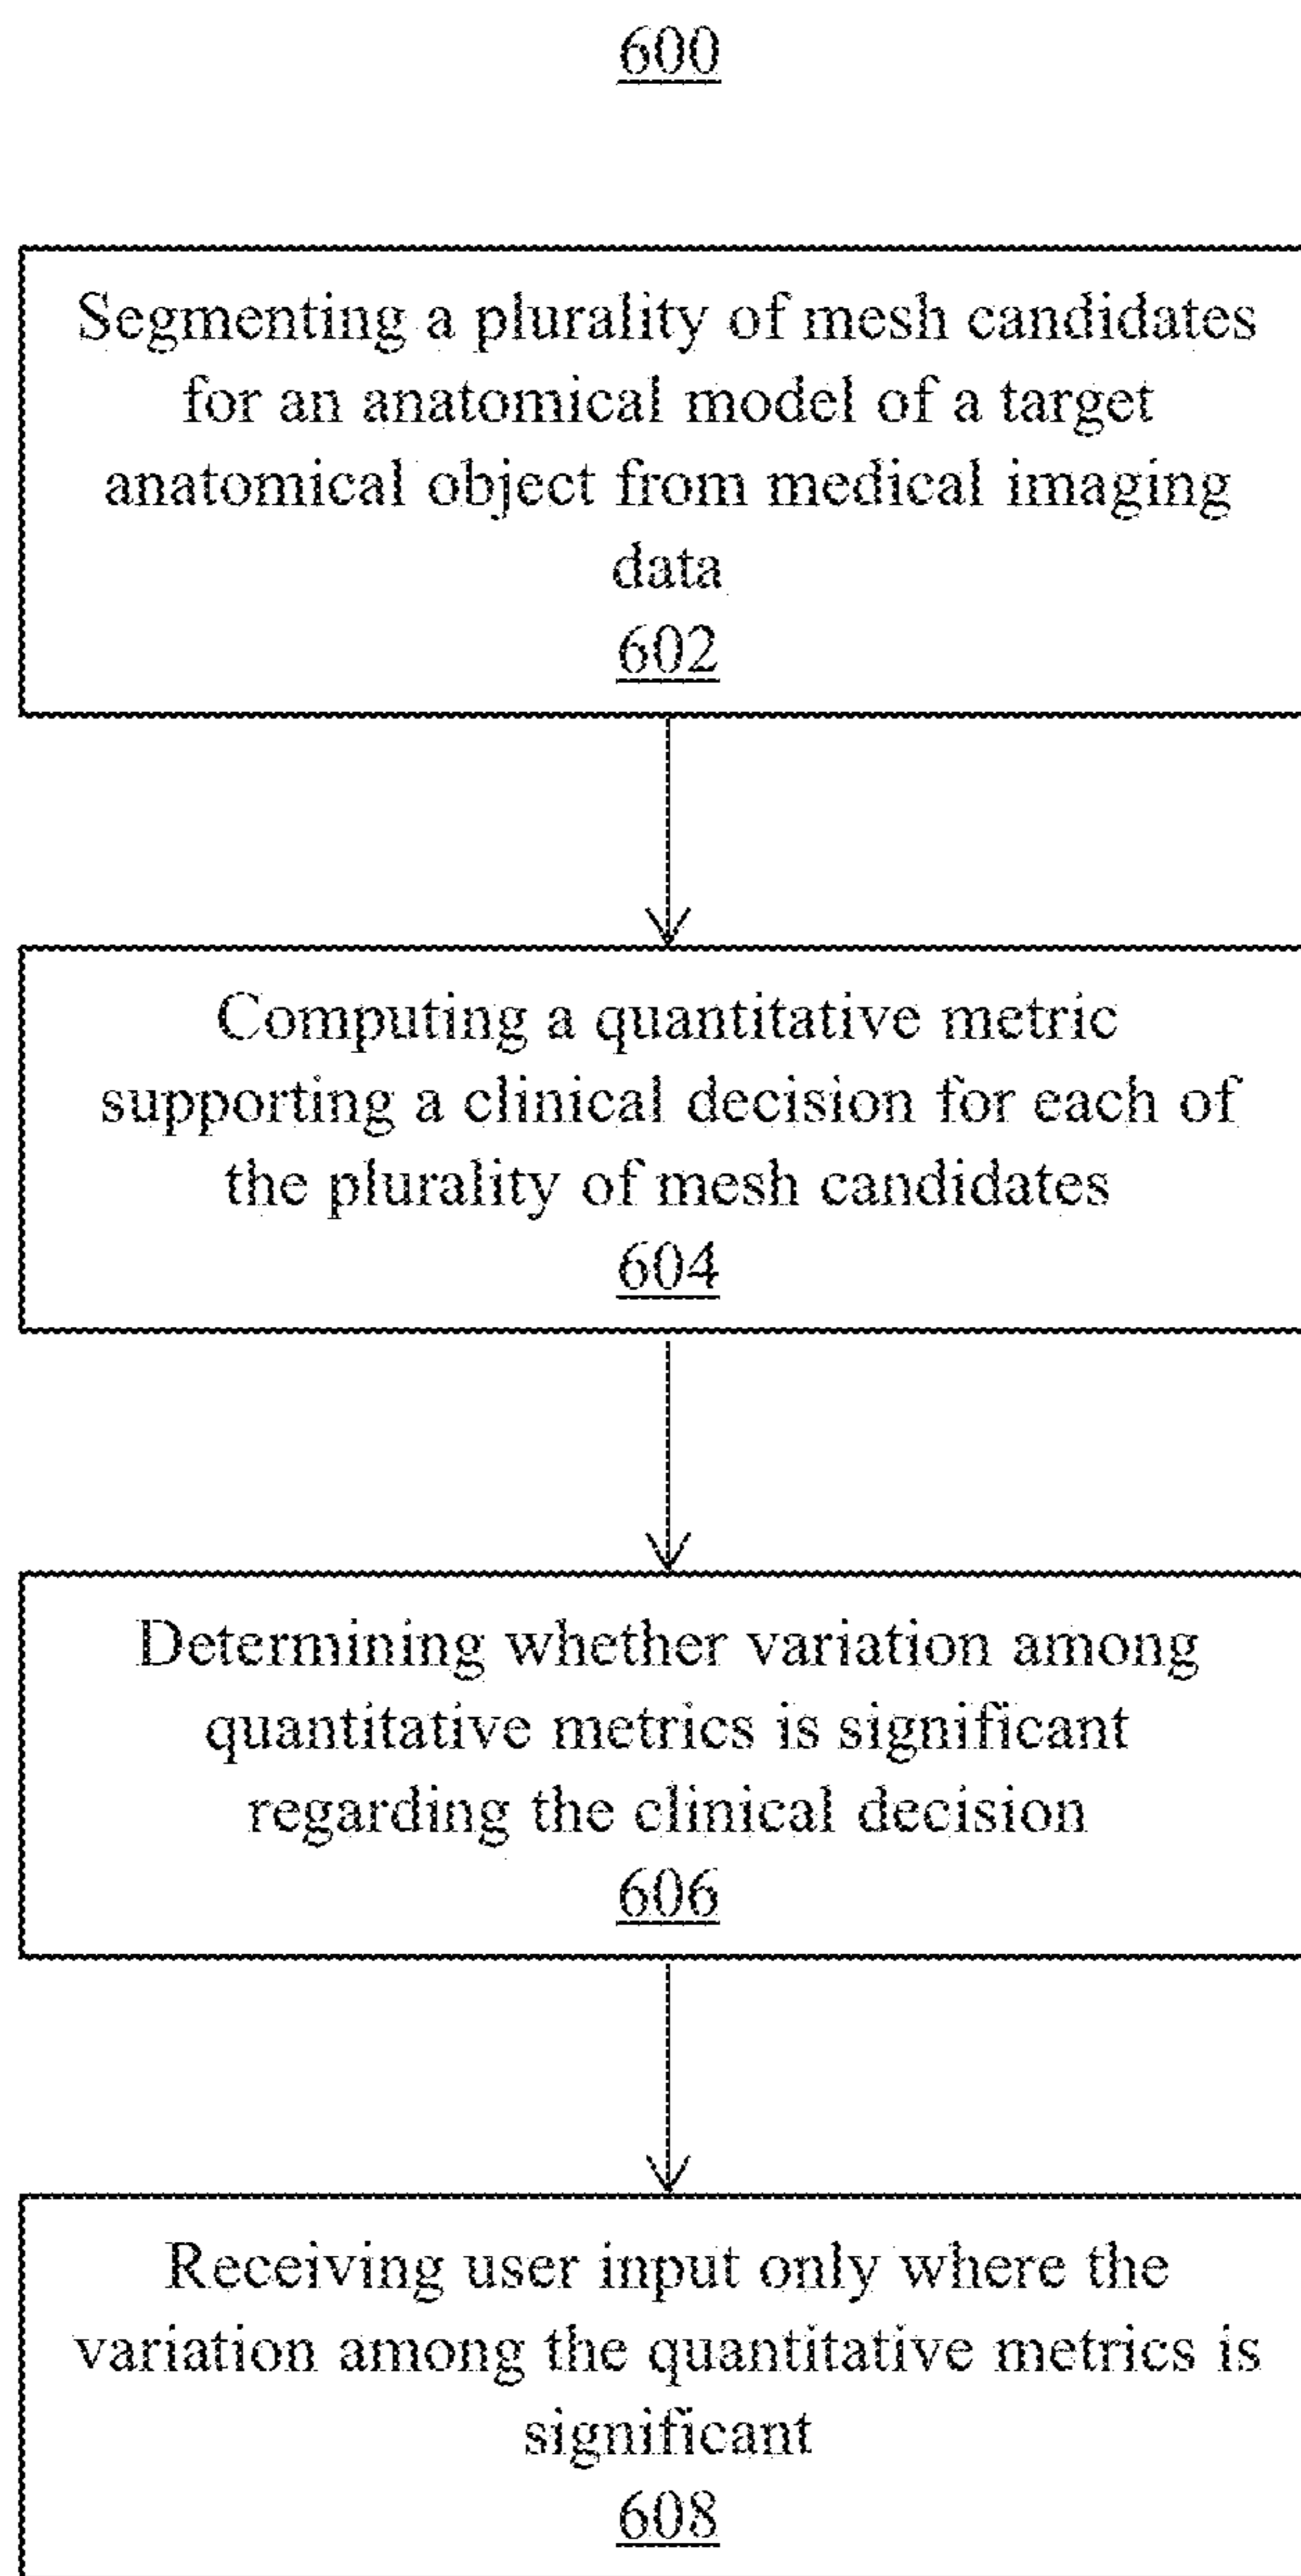 600
Segmenting a plurality of mesh candidates
for an anatomical model of a target
anatomical object from medical imaging
data
602
Computing a quantitative metric
supporting a clinical decision for each of
the plurality of mesh candidates
604
Determining whether variation among
quantitative metrics is significant
regarding the clinical decision
606
Receiving user input only where the
variation among the quantitative metrics is
significant
608